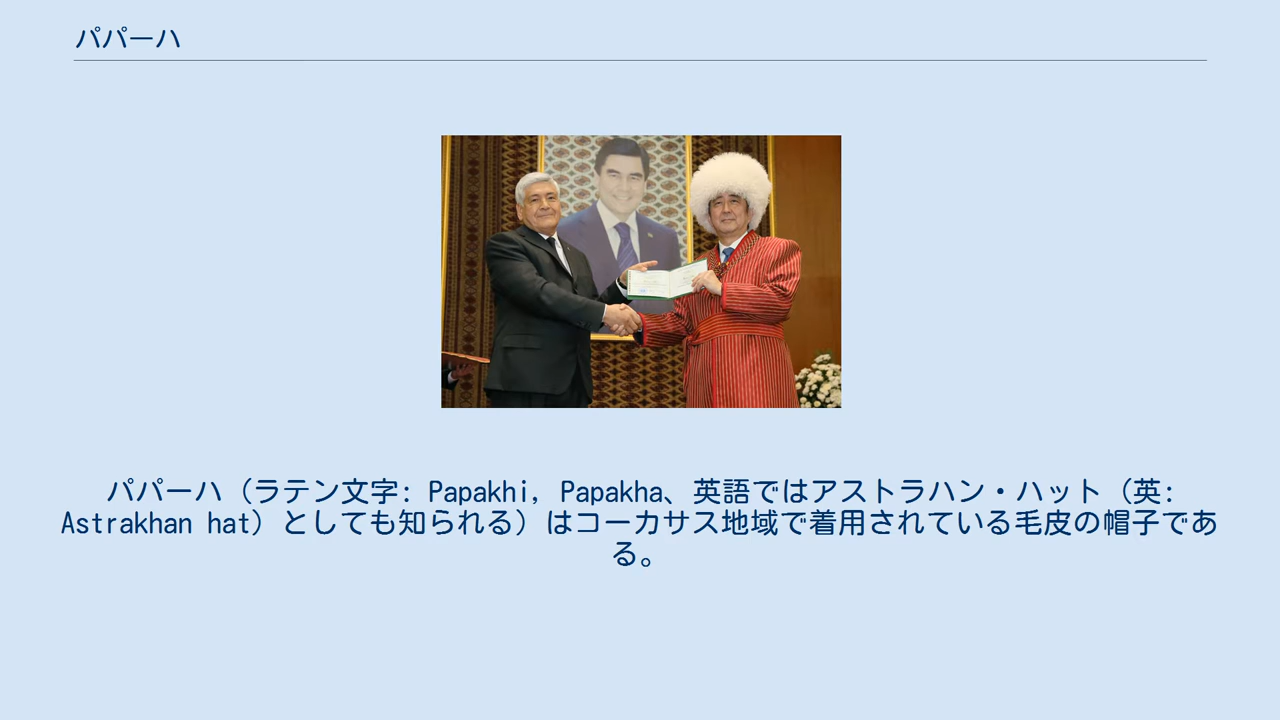 パパーハ
パパーハ（ラテン文字: Papakhi, Papakha、英語ではアストラハン・ハット（英:
Astrakhan hat）としても知られる）はコーカサス地域で着用されている毛皮の帽子であ
る。